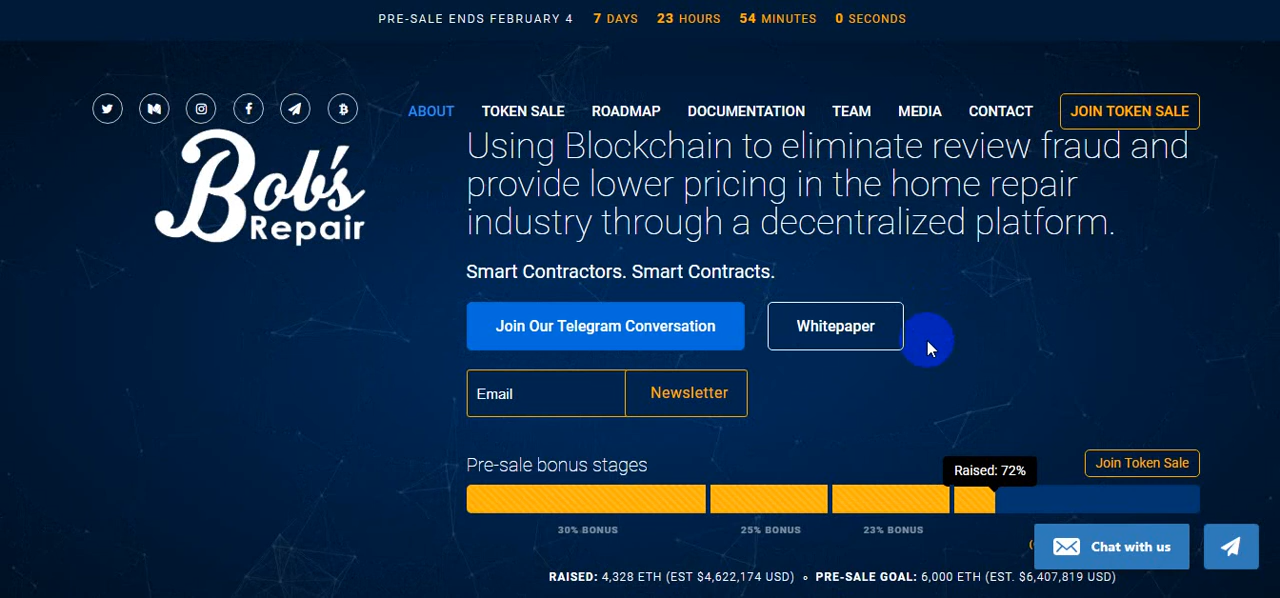 PRE-SALE ENDS FEBRUARY 4 7 DAYS 23 HOURS 54 MINUTES 0 SECONDS
ABOUT TOKEN SALE ROADMAP DOCUMENTATION TEAM MEDIA CONTACT JOIN TOKEN SALE
Bob's
Repair
Using Blockchain to eliminate review fraud and
provide lower pricing in the home repair
industry through a decentralized platform.
Smart Contractors. Smart Contracts.
Join Our Telegram Conversation Whitepaper
Email Newsletter
Pre-sale bonus stages Join Token Sale
Raised: 72%
30% BONUS 25% BONUS 23% BONUS
Chat with us
RAISED: 4,328 ETH (EST $4,622,174 USD) PRE-SALE GOAL: 6,000 ETH (EST. $6,407,819 USD)